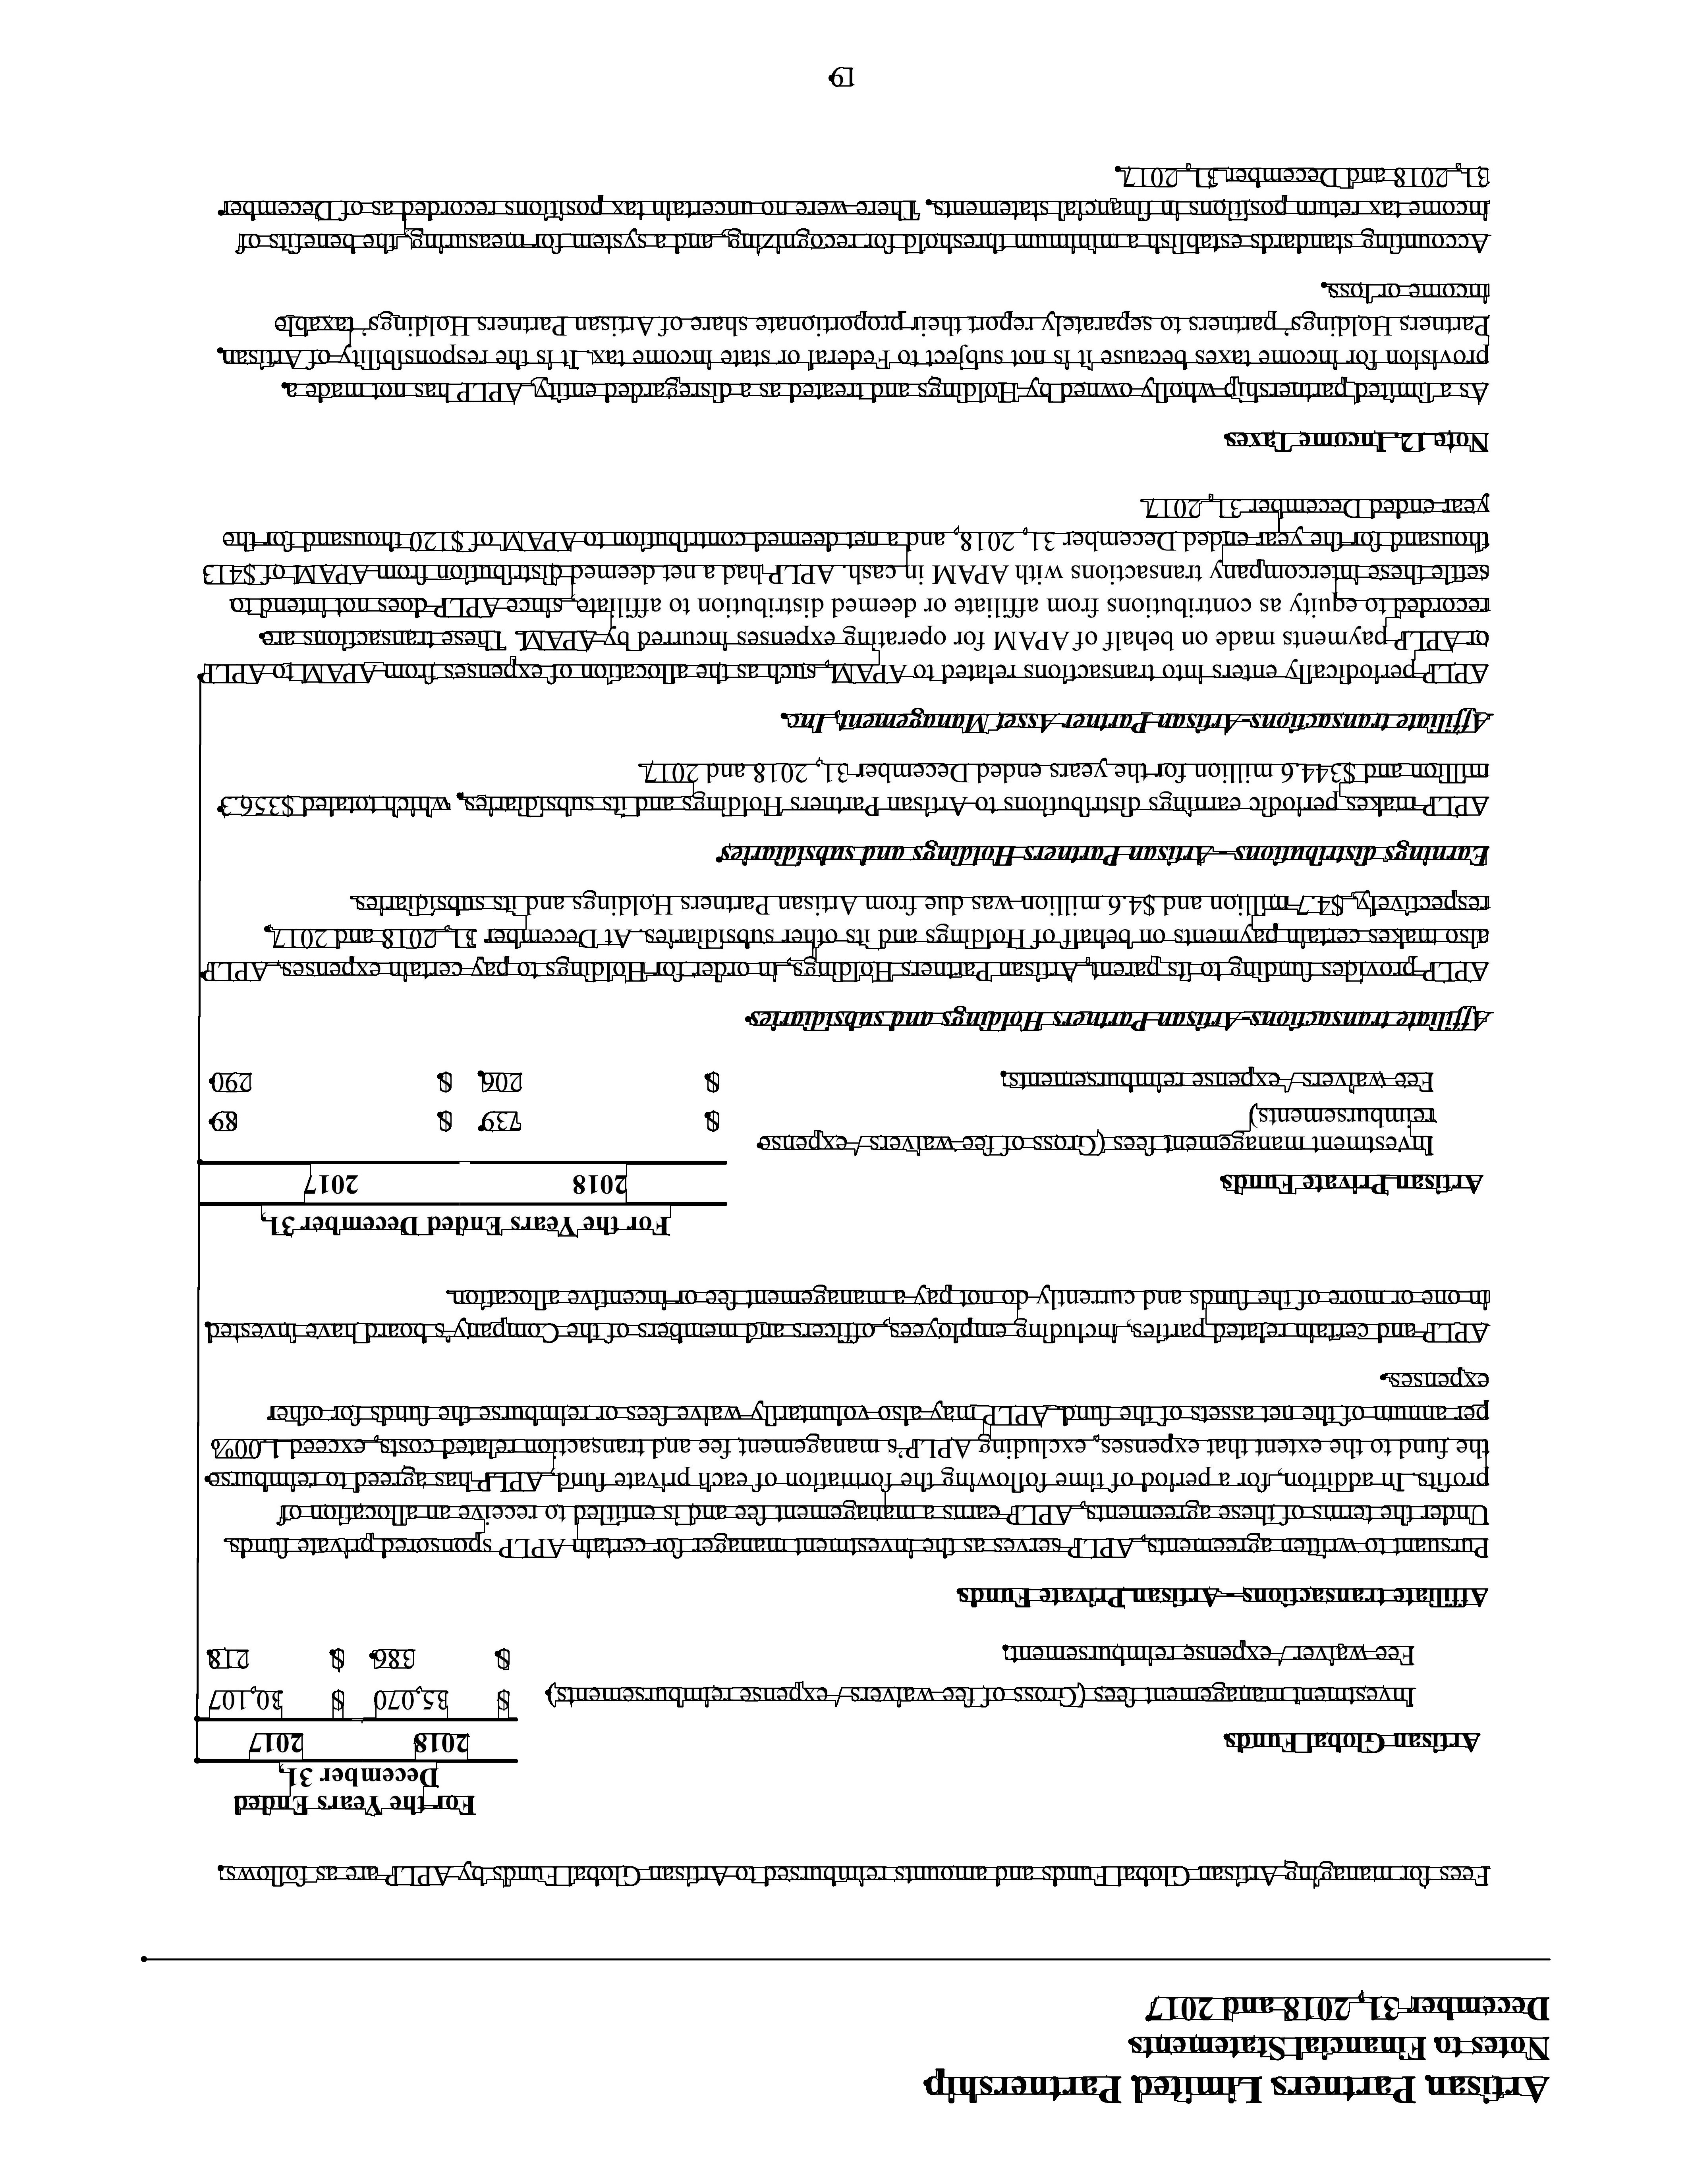 Artisan Partners Limited Partnership
Notes to Financial Statements
December 31, 2018 and 2017
Fees for managing Artisan Global Funds and amounts reimbursed to Artisan Global Funds by APLP are as follows:
For the Years Ended
December 31,
Artisan Global Funds 2018 2017
Investment management fees (Gross of fee waivers / expense reimbursements) $ 35,070 $ 30,107
Fee waiver / expense reimbursement: $ 386 $ 218
Affiliate transactions - Artisan Private Funds
Pursuant to written agreements, APLP serves as the investment manager for certain APLP sponsored private funds.
Under the terms of these agreements, APLP earns a management fee and is entitled to receive an allocation of
profits. In addition, for a period of time following the formation of each private fund, APLP has agreed to reimburse
the fund to the extent that expenses, excluding APLP's management fee and transaction related costs, exceed 1.00%
per annum of the net assets of the fund. APLP may also voluntarily waive fees or reimburse the funds for other
expenses.
APLP and certain related parties, including employees, officers and members of the Company's board have invested
in one or more of the funds and currently do not pay a management fee or incentive allocation.
For the Years Ended December 31,
Artisan Private Funds 2018 2017
Investment management fees (Gross of fee waivers / expense
reimbursements) $ 739 $ 89
Fee waivers / expense reimbursements: $ 206 $ 290
Affiliate transactions-Artisan Partners Holdings and subsidiaries
APLP provides funding to its parent, Artisan Partners Holdings, in order for Holdings to pay certain expenses. APLP
also makes certain payments on behalf of Holdings and its other subsidiaries. At December 31, 2018 and 2017,
respectively, $4.7 million and $4.6 million was due from Artisan Partners Holdings and its subsidiaries.
Earnings distributions - Artisan Partners Holdings and subsidiaries
APLP makes periodic earnings distributions to Artisan Partners Holdings and its subsidiaries, which totaled $356.3
million and $344.6 million for the years ended December 31, 2018 and 2017.
Affiliate transactions-Artisan Partner Asset Management, Inc.
APLP periodically enters into transactions related to APAM, such as the allocation of expenses from APAM to APLP
or APLP payments made on behalf of APAM for operating expenses incurred by APAM. These transactions are
recorded to equity as contributions from affiliate or deemed distribution to affiliate, since APLP does not intend to
settle these intercompany transactions with APAM in cash. APLP had a net deemed distribution from APAM of $413
thousand for the year ended December 31, 2018, and a net deemed contribution to APAM of $120 thousand for the
year ended December 31, 2017.
Note 12. Income Taxes
As a limited partnership wholly owned by Holdings and treated as a disregarded entity, APLP has not made a
provision for income taxes because it is not subject to Federal or state income tax. It is the responsibility of Artisan
Partners Holdings' partners to separately report their proportionate share of Artisan Partners Holdings' taxable
income or loss.
Accounting standards establish a minimum threshold for recognizing, and a system for measuring, the benefits of
income tax return positions in financial statements. There were no uncertain tax positions recorded as of December
31, 2018 and December 31, 2017.
19